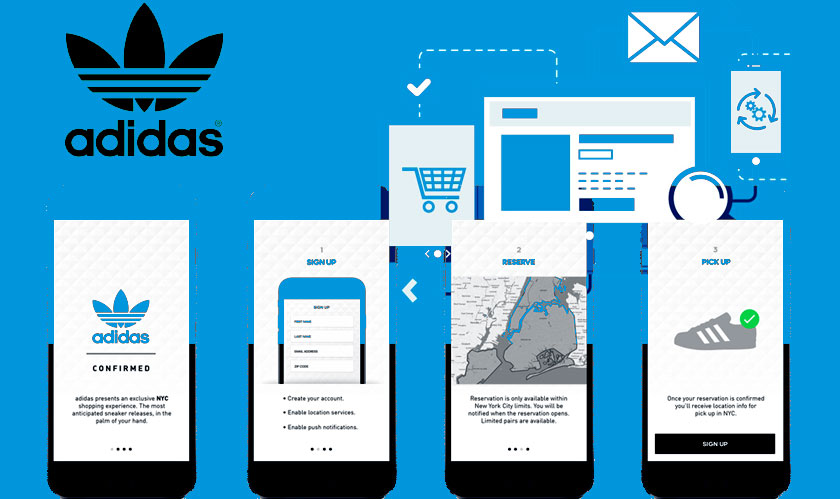 adidas®
adidas
CONFIRMED
adidas presents an exclusive NYC
shopping experience. The most
anticipated sneaker releases, in the
palm of your hand.
1
SIGN UP
SIGN UP
FIRST NAME
LAST NAME
EMAIL ADDRESS
ZIP CODE
• Create your account.
• Enable location services.
• Enable push notifications.
2
RESERVE
Reservation is only available within
New York City limits. You will be
notified when the reservation opens.
Limited pairs are available.
3
PICK UP
Once your reservation is confirmed
you'll receive location info for
pick up in NYC.
SIGN UP